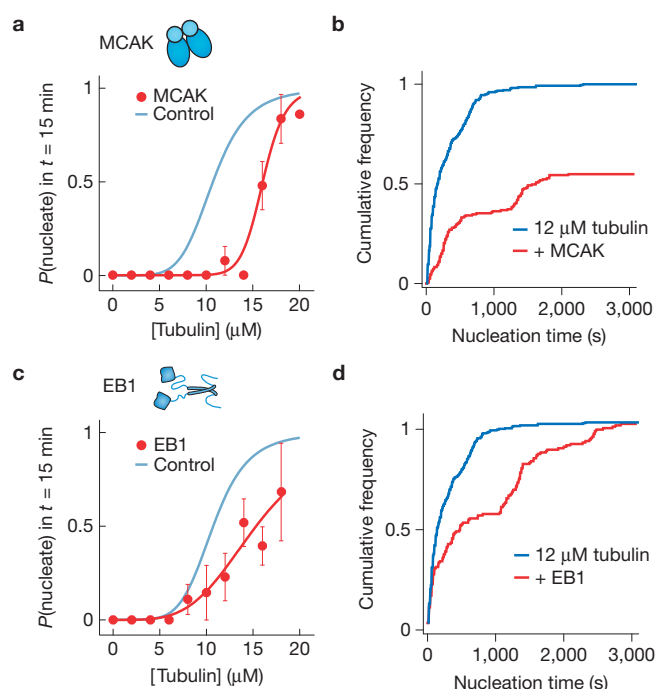 a
MCAK
P(nucleate) in t = 15 min
1
0.5
0
MCAK
Control
0 5 10 15 20
[Tubulin] (μM)
b
Cumulative frequency
1
0.5
0
12 μM tubulin
+ MCAK
0 1,000 2,000 3,000
Nucleation time (s)
c
EB1
P(nucleate) in t = 15 min
1
0.5
0
EB1
Control
0 5 10 15 20
[Tubulin] (μM)
d
Cumulative frequency
1
0.5
0
12 μM tubulin
+ EB1
0 1,000 2,000 3,000
Nucleation time (s)